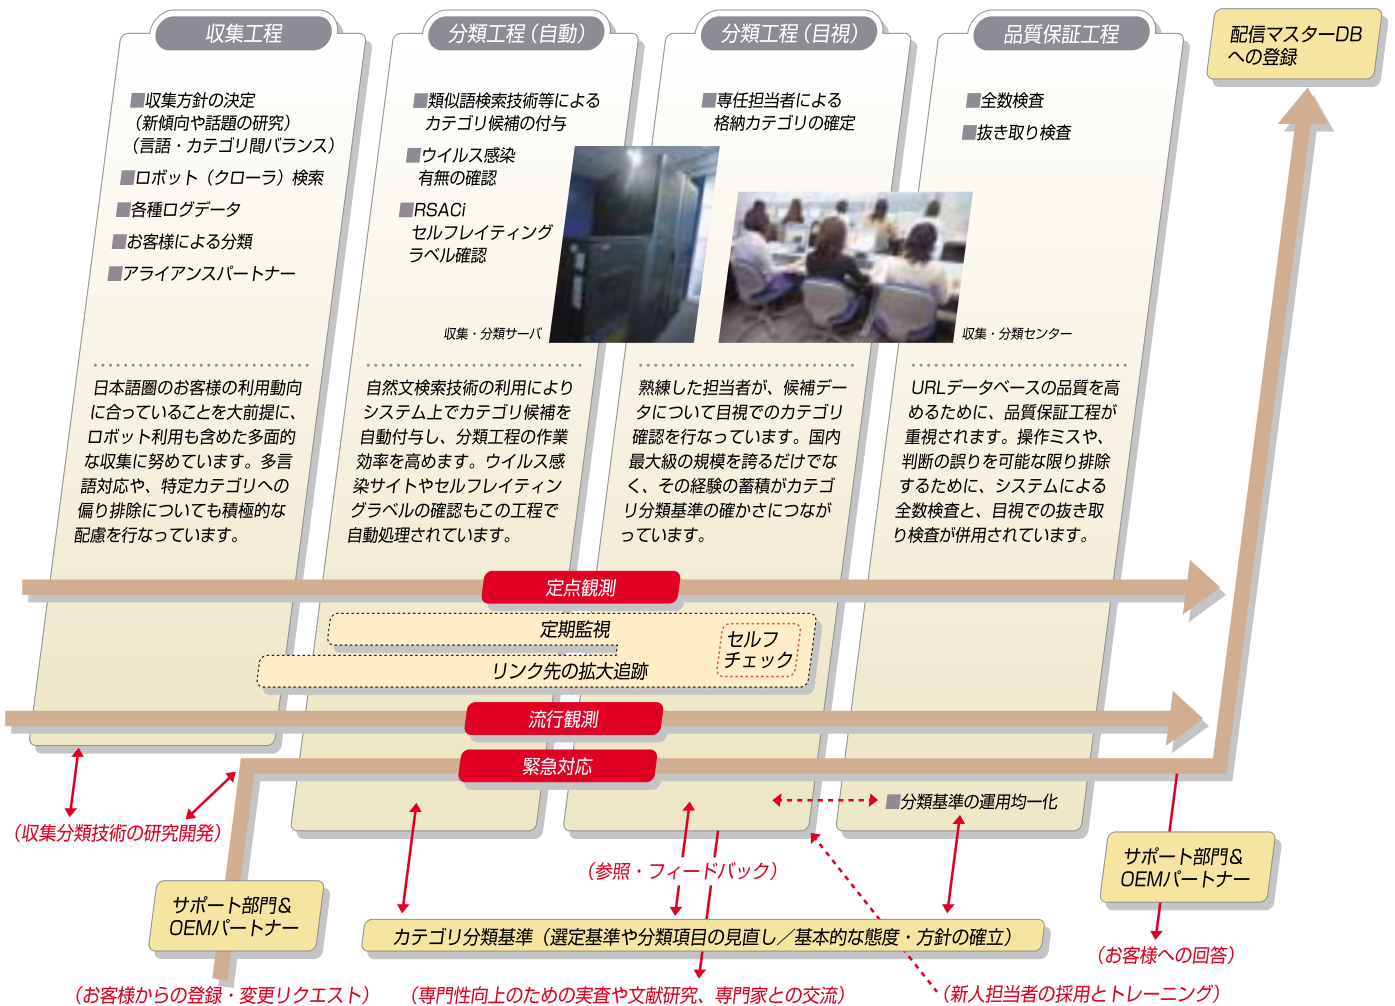 収集工程
■収集方針の決定
（新傾向や話題の研究）
（言語・カテゴリ間バランス）
■ロボット（クローラ）検索
■各種ログデータ
■お客様による分類
■アライアンスパートナー
日本語圏のお客様の利用動向
に合っていることを大前提に、
ロボット利用も含めた多面的
な収集に努めています。多言
語対応や、特定カテゴリへの
偏り排除についても積極的な
配慮を行なっています。
分類工程（自動）
■類似語検索技術等による
カテゴリ候補の付与
■ウイルス感染
有無の確認
■RSACi
セルフレイティング
ラベル確認
収集・分類サーバ
自然文検索技術の利用により
システム上でカテゴリ候補を
自動付与し、分類工程の作業
効率を高めます。ウイルス感
染サイトやセルフレイティン
グラベルの確認もこの工程で
自動処理されています。
分類工程（目視）
■専任担当者による
格納カテゴリの確定
収集・分類センター
熟練した担当者が、候補デー
タについて目視でのカテゴリ
確認を行なっています。国内
最大級の規模を誇るだけでな
く、その経験の蓄積がカテゴ
リ分類基準の確かさにつなが
っています。
品質保証工程
■全数検査
■抜き取り検査
URLデータベースの品質を高
めるために、品質保証工程が
重視されます。操作ミスや、
判断の誤りを可能な限り排除
するために、システムによる
全数検査と、目視での抜き取
り検査が併用されています。
配信マスターDB
への登録
定点観測
定期監視
セルフ
チェック
リンク先の拡大追跡
流行観測
緊急対応
■分類基準の運用均一化
（収集分類技術の研究開発）
（参照・フィードバック）
サポート部門＆
OEMパートナー
サポート部門＆
OEMパートナー
カテゴリ分類基準（選定基準や分類項目の見直し／基本的な態度・方針の確立）
（お客様への回答）
（お客様からの登録・変更リクエスト）
（専門性向上のための実査や文献研究、専門家との交流）
（新人担当者の採用とトレーニング）